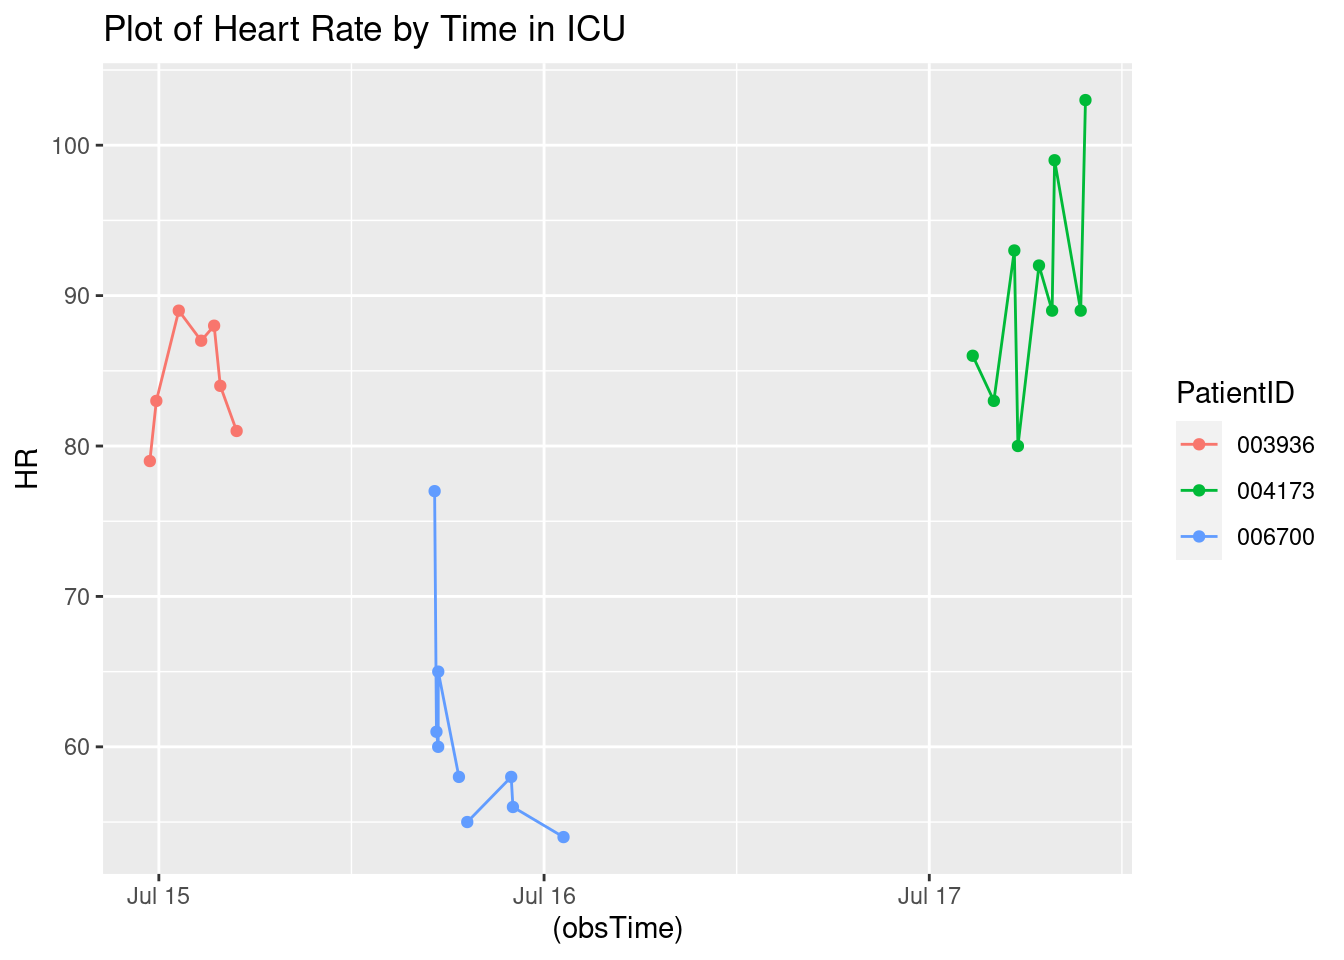 Plot of Heart Rate by Time in ICU
100
90
80
70
60
HR
Jul 15
Jul 16
Jul 17
(obsTime)
PatientID
003936
004173
006700